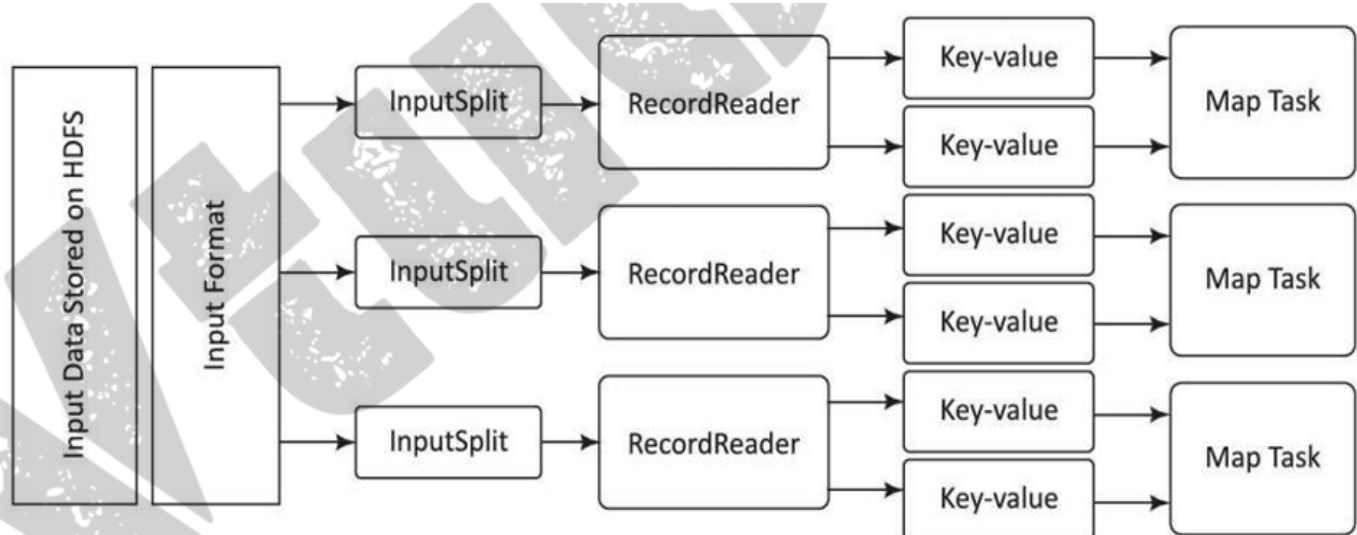 Input Data Stored on HDFS
Input Format
InputSplit
RecordReader
Key-value
Key-value
Map Task
InputSplit
RecordReader
Key-value
Key-value
Map Task
InputSplit
RecordReader
Key-value
Key-value
Map Task